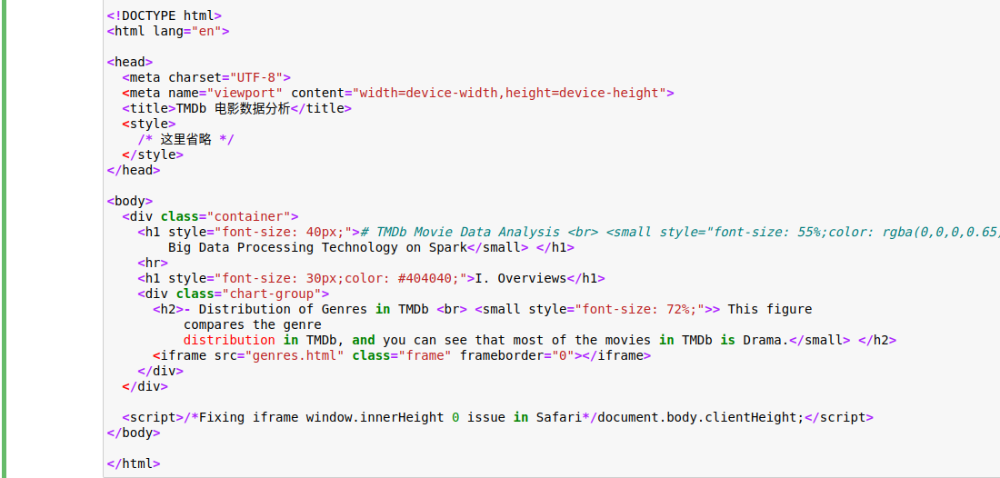 <!DOCTYPE html>
<html lang="en">
<head>
<meta charset="UTF-8">
<meta name="viewport" content="width=device-width,height=device-height">
<title>TMDb 电影数据分析</title>
<style>
/* 这里省略 */
</style>
</head>
<body>
<div class="container">
<h1 style="font-size: 40px;"># TMDb Movie Data Analysis <br> <small style="font-size: 55%;color: rgba(0,0,0,0.65)
Big Data Processing Technology on Spark</small> </h1>
<hr>
<h1 style="font-size: 30px;color: #404040;">I. Overviews</h1>
<div class="chart-group">
<h2>- Distribution of Genres in TMDb <br> <small style="font-size: 72%;">> This figure
compares the genre
distribution in TMDb, and you can see that most of the movies in TMDb is Drama.</small> </h2>
<iframe src="genres.html" class="frame" frameborder="0"></iframe>
</div>
</div>
<script>/*Fixing iframe window.innerHeight 0 issue in Safari*/document.body.clientHeight;</script>
</body>
</html>